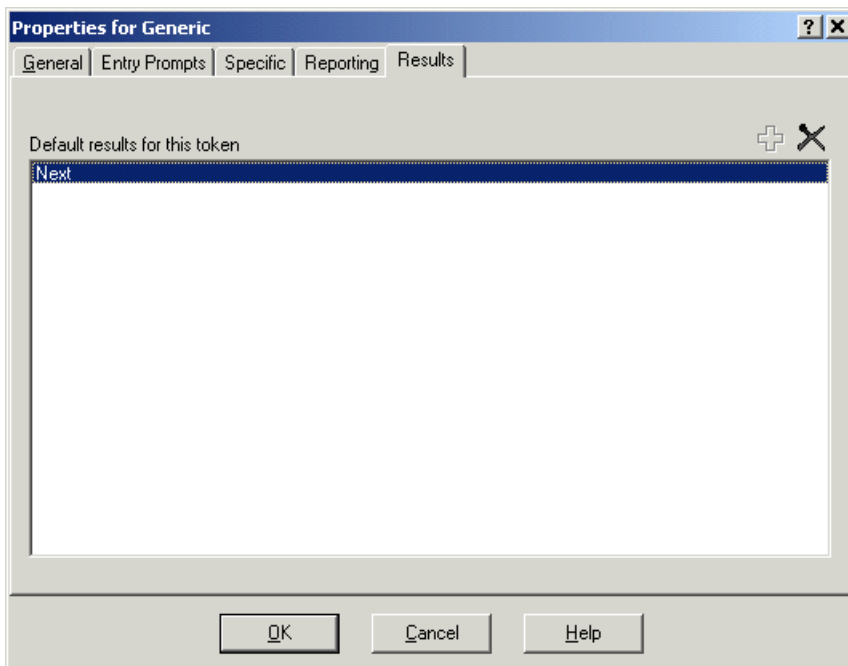 Properties for Generic
General Entry Prompts Specific Reporting Results
Default results for this token
Next
OK Cancel Help